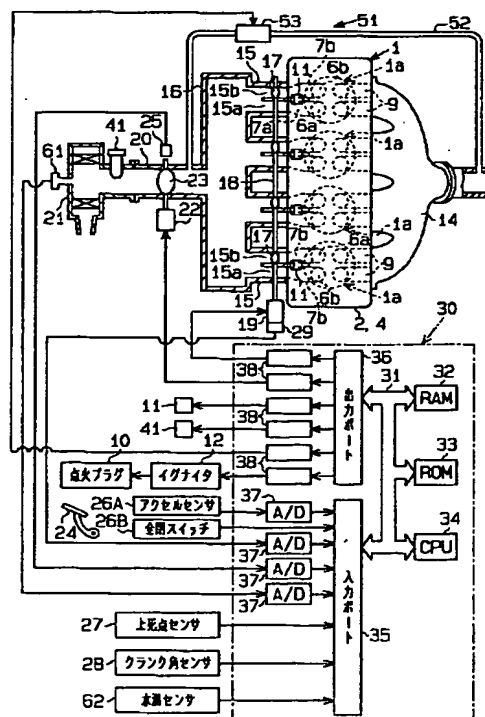 53
51
52
15
17
11
7b
6b
1
1a
16
15b
15a
9
25
41
20
7a
6a
1a
61
23
18
21
22
7b
1a
17
6a
14
15b
15a
9
15
11
7b
6b
1a
19
2, 4
29
30
36
38
31
32
RAM
11
38
出力ポート
41
10
12
38
33
ROM
点火プラグ
イグナイタ
26A
37
アクセルセンサ
A/D
34
24
26B
全閉スイッチ
CPU
37
A/D
37
A/D
入力ポート
37
A/D
35
27
上死点センサ
28
クランク角センサ
62
水温センサ